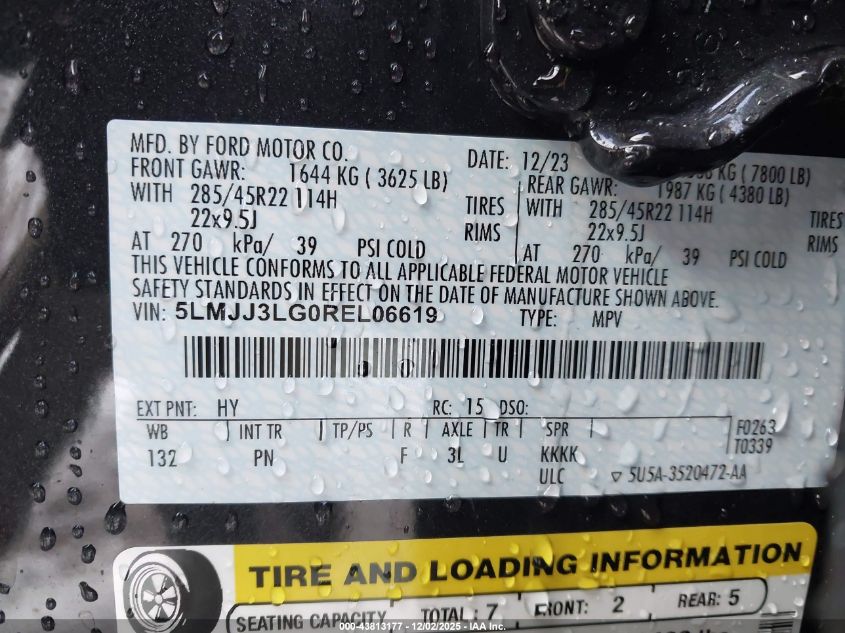 MFD. BY FORD MOTOR CO. DATE: 12/23 KG ( 7800 LB)
FRONT GAWR: 1644 KG ( 3625 LB) REAR GAWR: 1987 KG ( 4380 LB)
WITH 285/45R22 114H TIRES WITH 285/45R22 114H TIRES
22x9.5J RIMS 22x9.5J RIMS
AT 270 kPa/ 39 PSI COLD AT 270 kPa/ 39 PSI COLD
THIS VEHICLE CONFORMS TO ALL APPLICABLE FEDERAL MOTOR VEHICLE
SAFETY STANDARDS IN EFFECT ON THE DATE OF MANUFACTURE SHOWN ABOVE.
VIN: 5LMJJ3LG0REL06619 TYPE: MPV
EXT PNT: HY RC: 15 DSO:
WB INT TR TP/PS R AXLE TR SPR F0263
132 PN F 3L U KKKK T0339
ULC ▽ 5U5A-3520472-AA
TIRE AND LOADING INFORMATION
SEATING CAPACITY TOTAL: 7 FRONT: 2 REAR: 5
000-43813177 - 12/02/2025 - IAA Inc.